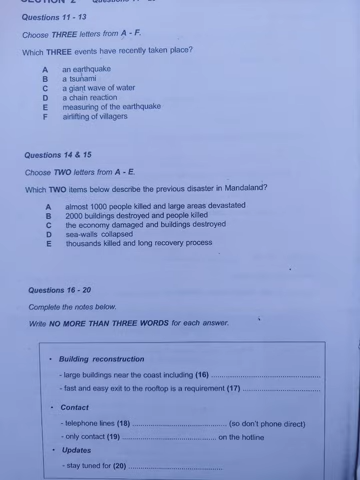 SECTION 2
Questions 11 - 13
Choose THREE letters from A - F.
Which THREE events have recently taken place?
A an earthquake
B a tsunami
C a giant wave of water
D a chain reaction
E measuring of the earthquake
F airlifting of villagers
Questions 14 & 15
Choose TWO letters from A - E.
Which TWO items below describe the previous disaster in Mandaland?
A almost 1000 people killed and large areas devastated
B 2000 buildings destroyed and people killed
C the economy damaged and buildings destroyed
D sea-walls collapsed
E thousands killed and long recovery process
Questions 16 - 20
Complete the notes below.
Write NO MORE THAN THREE WORDS for each answer.
• Building reconstruction
- large buildings near the coast including (16) ..............................
- fast and easy exit to the rooftop is a requirement (17) ......................
• Contact
- telephone lines (18) .............................. (so don't phone direct)
- only contact (19) .............................. on the hotline
• Updates
- stay tuned for (20) ..............................